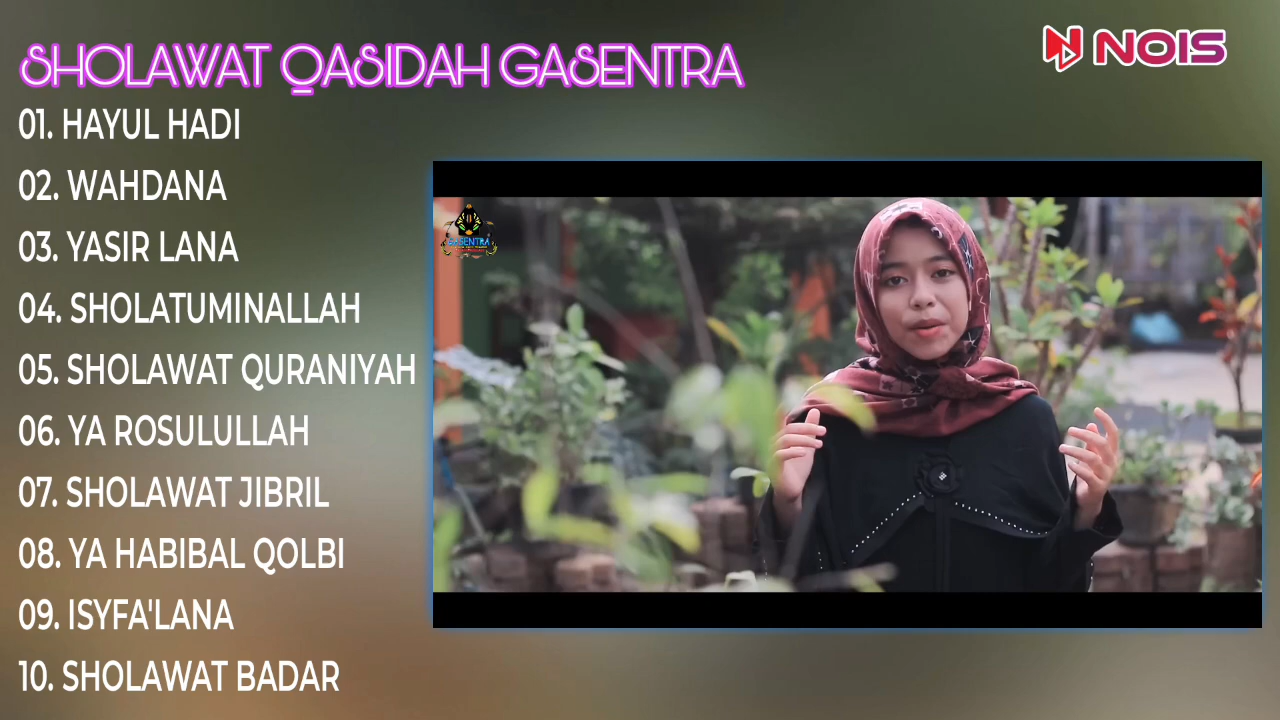 SHOLAWAT QASIDAH GASENTRA
NOIS
01. HAYUL HADI
02. WAHDANA
03. YASIR LANA
04. SHOLATUMINALLAH
05. SHOLAWAT QURANIYAH
06. YA ROSULULLAH
07. SHOLAWAT JIBRIL
08. YA HABIBAL QOLBI
09. ISYFA'LANA
10. SHOLAWAT BADAR
GASENTRA